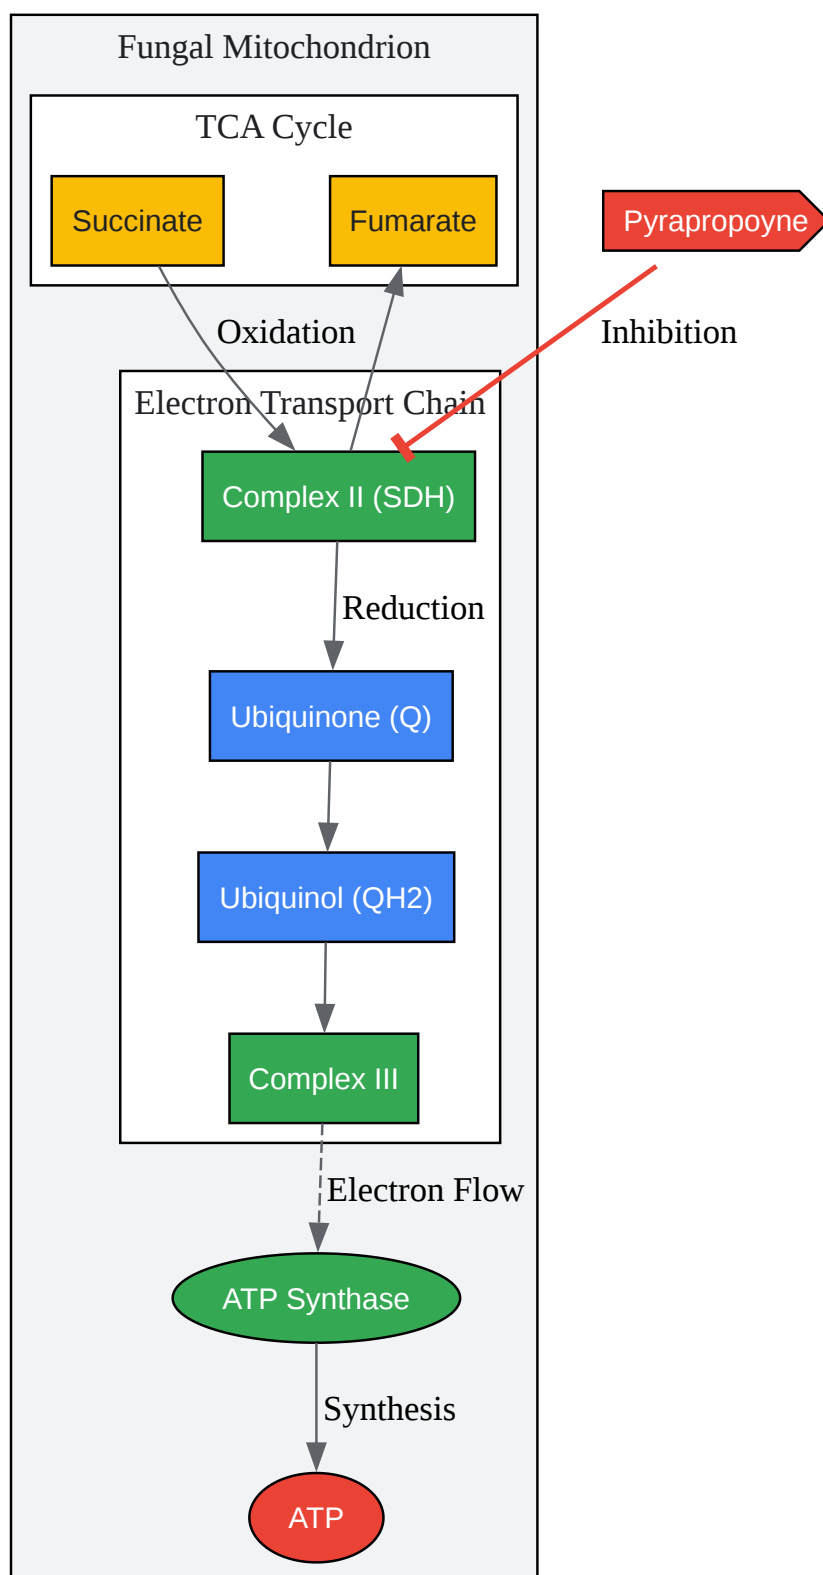 Fungal Mitochondrion
TCA Cycle
Succinate
Fumarate
Pyrapropoyne
Oxidation
Inhibition
Electron Transport Chain
Complex II (SDH)
Reduction
Ubiquinone (Q)
Ubiquinol (QH2)
Complex III
Electron Flow
ATP Synthase
Synthesis
ATP